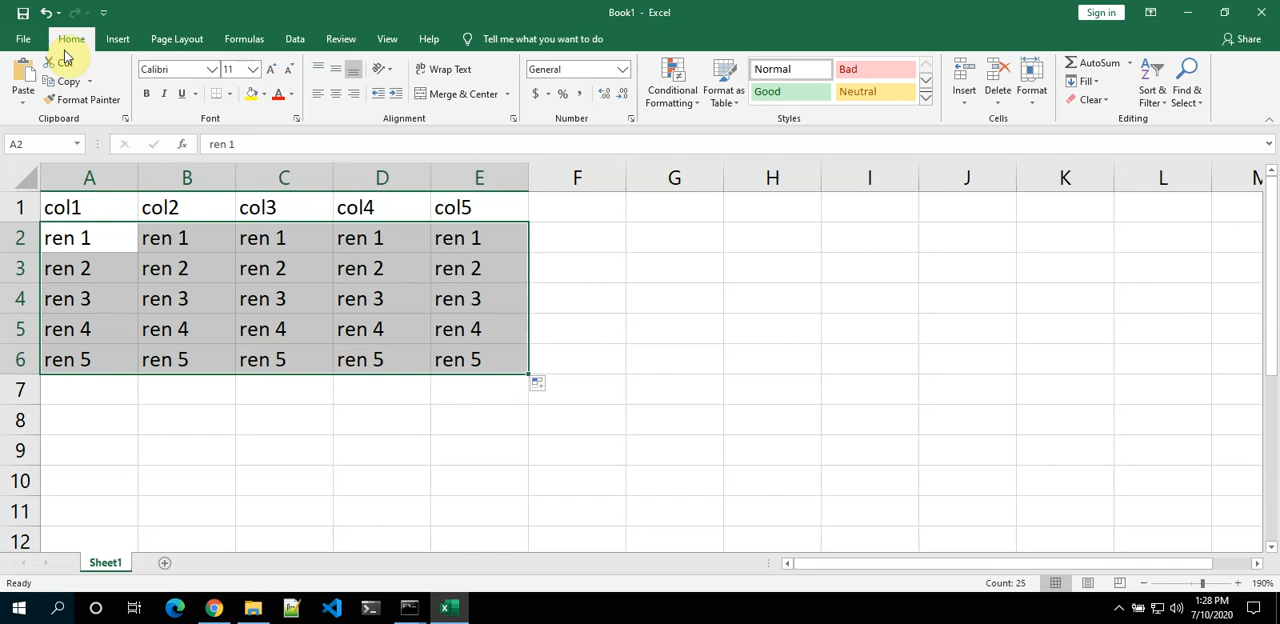 Book1 - Excel
Sign in
File Home Insert Page Layout Formulas Data Review View Help Tell me what you want to do Share
Paste
Copy
Format Painter
Clipboard
Calibri 11
B I U
Font
Wrap Text
Merge & Center
Alignment
General
$ %
Number
Conditional Formatting
Format as Table
Normal Bad
Good Neutral
Styles
Insert Delete Format
Cells
AutoSum
Fill
Clear
Sort & Filter
Find & Select
Editing
A2 fx ren 1
A B C D E F G H I J K L M
1 col1 col2 col3 col4 col5
2 ren 1 ren 1 ren 1 ren 1 ren 1
3 ren 2 ren 2 ren 2 ren 2 ren 2
4 ren 3 ren 3 ren 3 ren 3 ren 3
5 ren 4 ren 4 ren 4 ren 4 ren 4
6 ren 5 ren 5 ren 5 ren 5 ren 5
7
8
9
10
11
12
Sheet1
Ready Count: 25 190%
1:28 PM
7/10/2020